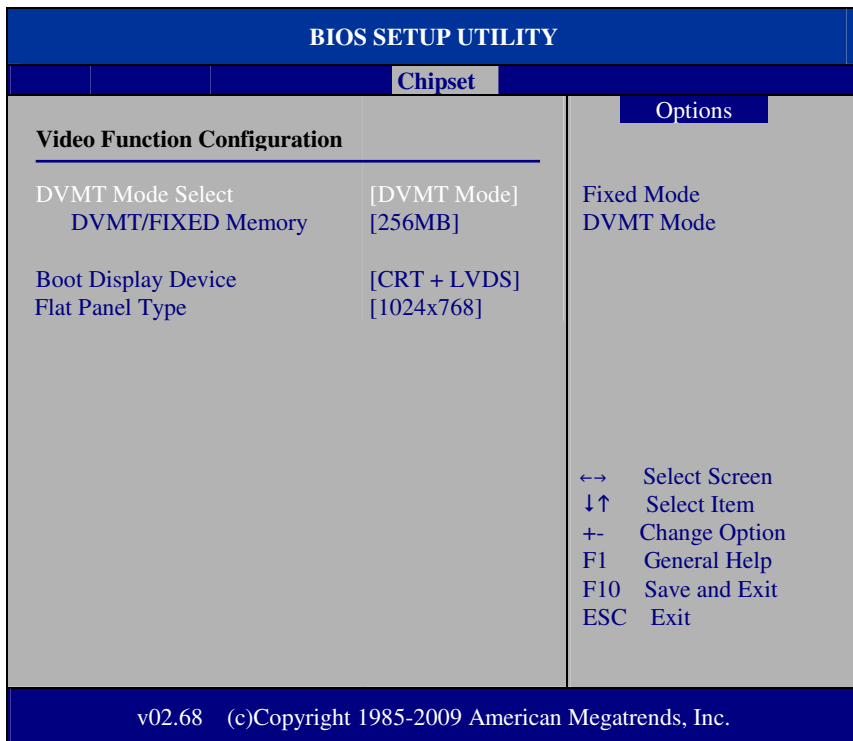 BIOS SETUP UTILITY
Chipset
Video Function Configuration
DVMT Mode Select [DVMT Mode]
DVMT/FIXED Memory [256MB]
Boot Display Device [CRT + LVDS]
Flat Panel Type [1024x768]
Options
Fixed Mode
DVMT Mode
←→ Select Screen
↓↑ Select Item
+- Change Option
F1 General Help
F10 Save and Exit
ESC Exit
v02.68 (c)Copyright 1985-2009 American Megatrends, Inc.